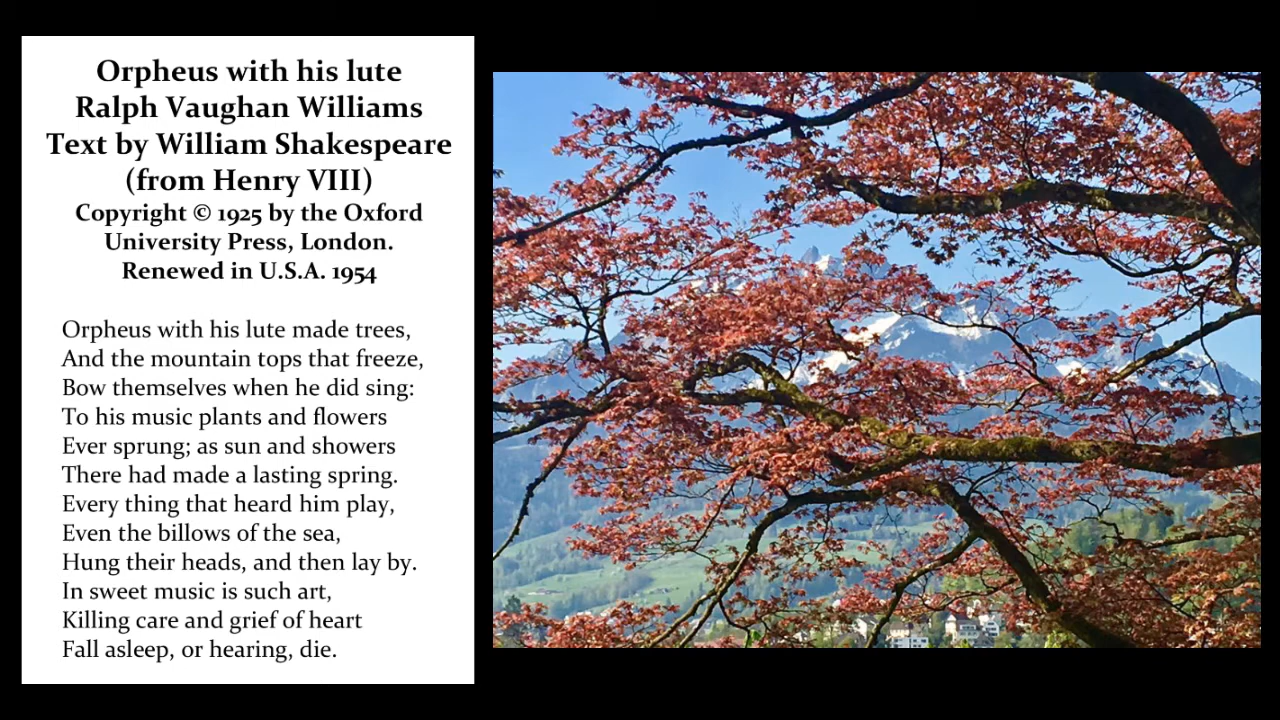 Orpheus with his lute
Ralph Vaughan Williams
Text by William Shakespeare
(from Henry VIII)
Copyright © 1925 by the Oxford
University Press, London.
Renewed in U.S.A. 1954
Orpheus with his lute made trees,
And the mountain tops that freeze,
Bow themselves when he did sing:
To his music plants and flowers
Ever sprung; as sun and showers
There had made a lasting spring.
Every thing that heard him play,
Even the billows of the sea,
Hung their heads, and then lay by.
In sweet music is such art,
Killing care and grief of heart
Fall asleep, or hearing, die.